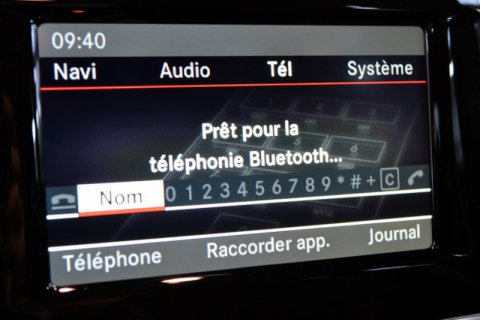 09:40
Navi Audio Tél Système
Prêt pour la
téléphonie Bluetooth...
Nom 0 1 2 3 4 5 6 7 8 9 * # + C
Téléphone Raccorder app. Journal